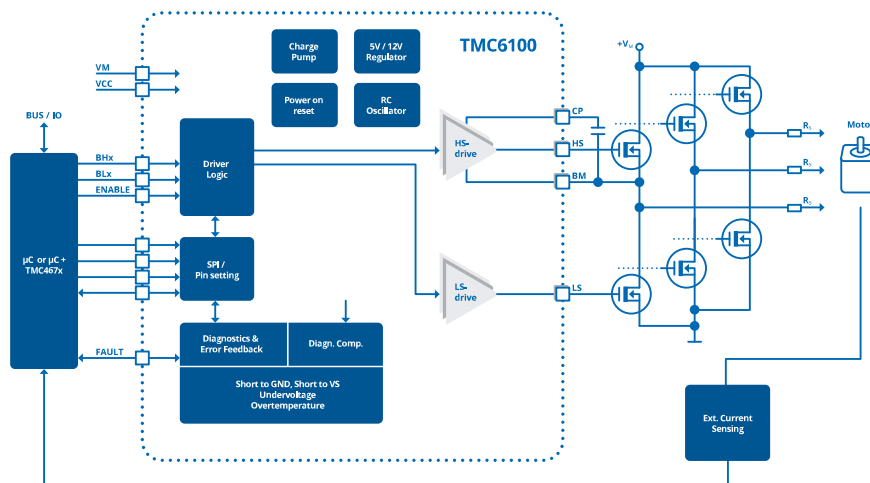 TMC6100
Charge
Pump
5V / 12V
Regulator
+V
M
VM
VCC
Power on
reset
RC
Oscillator
BUS / IO
CP
HS
BM
R
S
Motor
R
S
R
S
BHx
BLx
ENABLE
Driver
Logic
HS-
drive
µC or µC +
TMC467x
SPI /
Pin setting
LS-
drive
LS
FAULT
Diagnostics &
Error Feedback
Diagn. Comp.
Short to GND, Short to VS
Undervoltage
Overtemperature
Ext. Current
Sensing